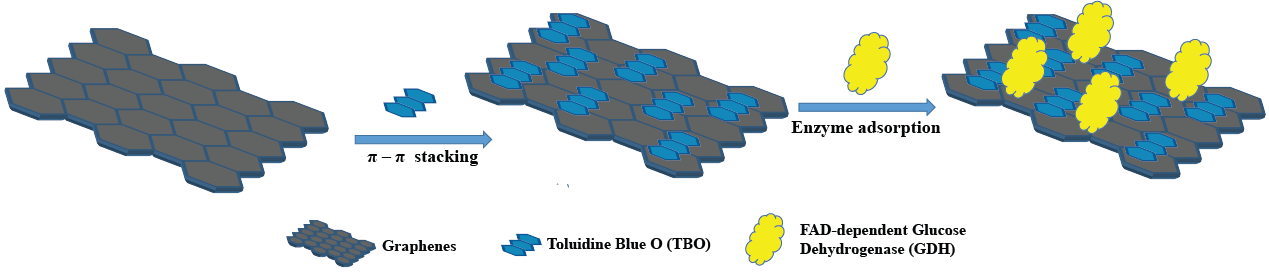 π – π stacking
Enzyme adsorption
Graphenes
Toluidine Blue O (TBO)
FAD-dependent Glucose
Dehydrogenase (GDH)